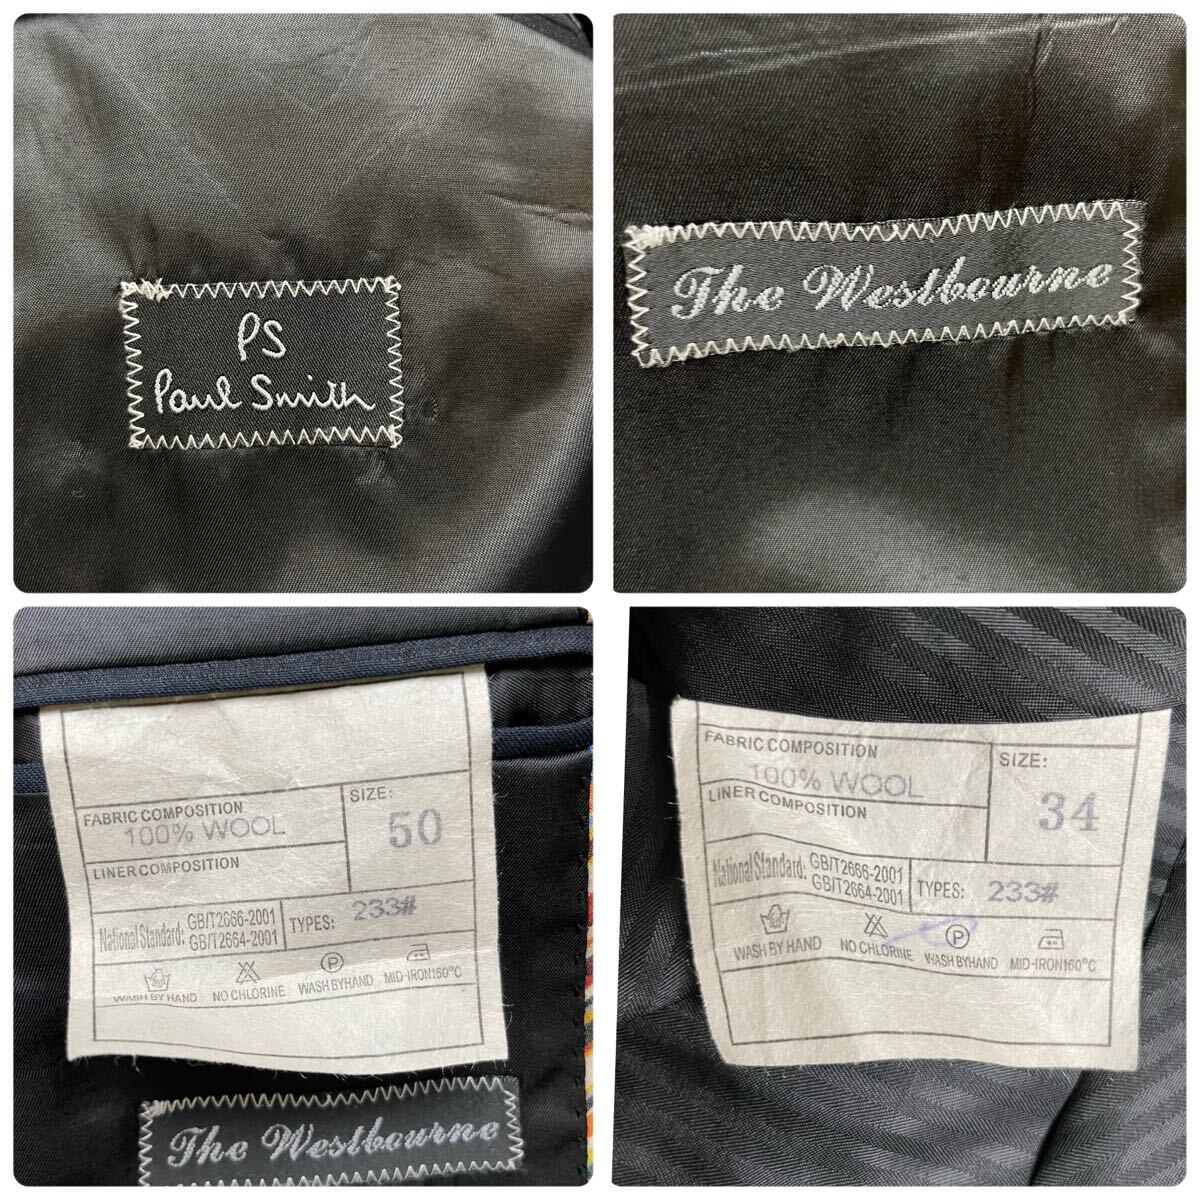 PS
Paul Smith
The Westbourne
FABRIC COMPOSITION
100% WOOL
LINER COMPOSITION
SIZE:
50
National Standard: GB/T2666-2001
GB/T2664-2001
TYPES: 233#
WASH BY HAND NO CHLORINE WASH BYHAND MID-IRON160°C
The Westbourne
FABRIC COMPOSITION
100% WOOL
LINER COMPOSITION
SIZE:
34
National Standard: GB/T2666-2001
GB/T2664-2001
TYPES: 233#
WASH BY HAND NO CHLORINE WASH BYHAND MID-IRON160°C